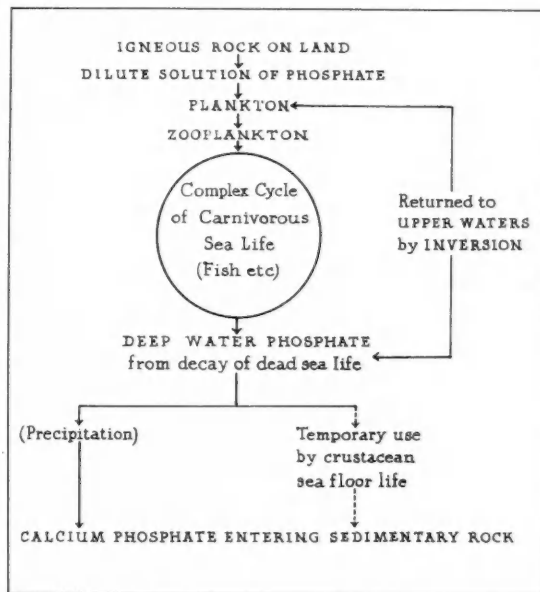 IGNEOUS ROCK ON LAND
DILUTE SOLUTION OF PHOSPHATE
PLANKTON
ZOOPLANKTON
Complex Cycle
of Carnivorous
Sea Life
(Fish etc)
Returned to
UPPER WATERS
by INVERSION
DEEP WATER PHOSPHATE
from decay of dead sea life
(Precipitation)
Temporary use
by crustacean
sea floor life
CALCIUM PHOSPHATE ENTERING SEDIMENTARY ROCK